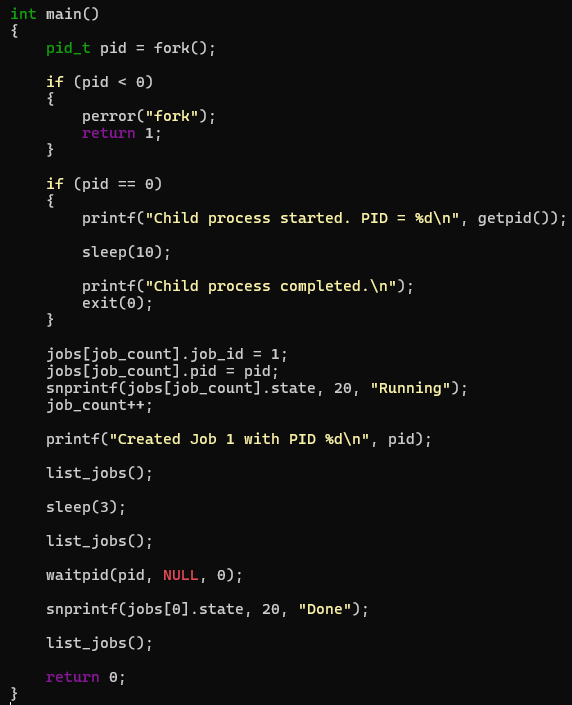 int main()
{
    pid_t pid = fork();

    if (pid < 0)
    {
        perror("fork");
        return 1;
    }

    if (pid == 0)
    {
        printf("Child process started. PID = %d\n", getpid());

        sleep(10);

        printf("Child process completed.\n");
        exit(0);
    }

    jobs[job_count].job_id = 1;
    jobs[job_count].pid = pid;
    snprintf(jobs[job_count].state, 20, "Running");
    job_count++;

    printf("Created Job 1 with PID %d\n", pid);

    list_jobs();

    sleep(3);

    list_jobs();

    waitpid(pid, NULL, 0);

    snprintf(jobs[0].state, 20, "Done");

    list_jobs();

    return 0;
}